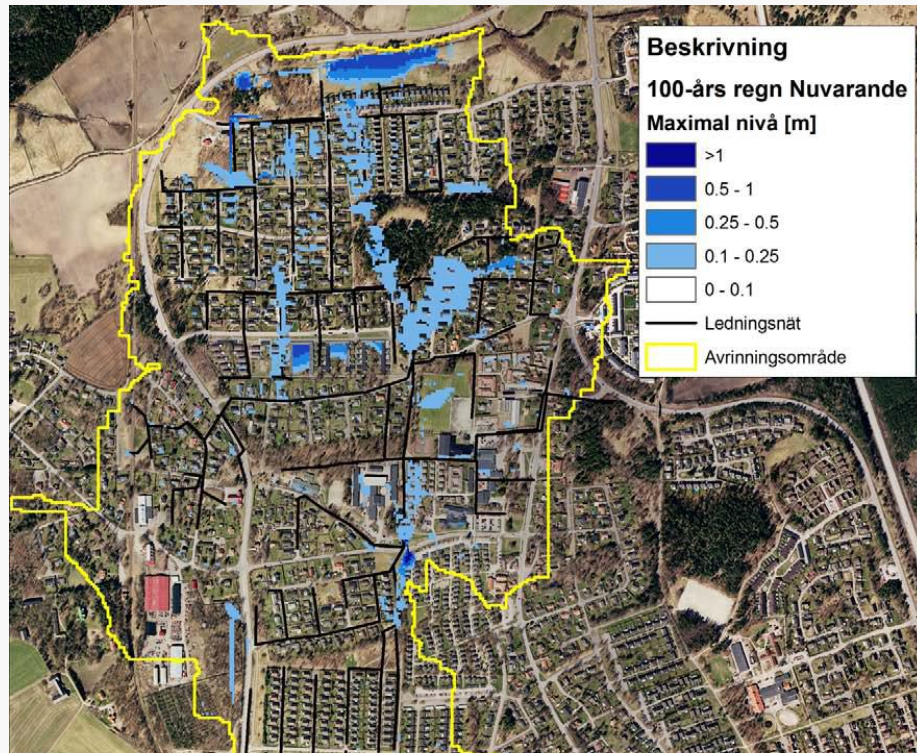 Beskrivning
100-års regn Nuvarande
Maximal nivå [m]
>1
0.5 - 1
0.25 - 0.5
0.1 - 0.25
0 - 0.1
Ledningsnät
Avrinningsområde